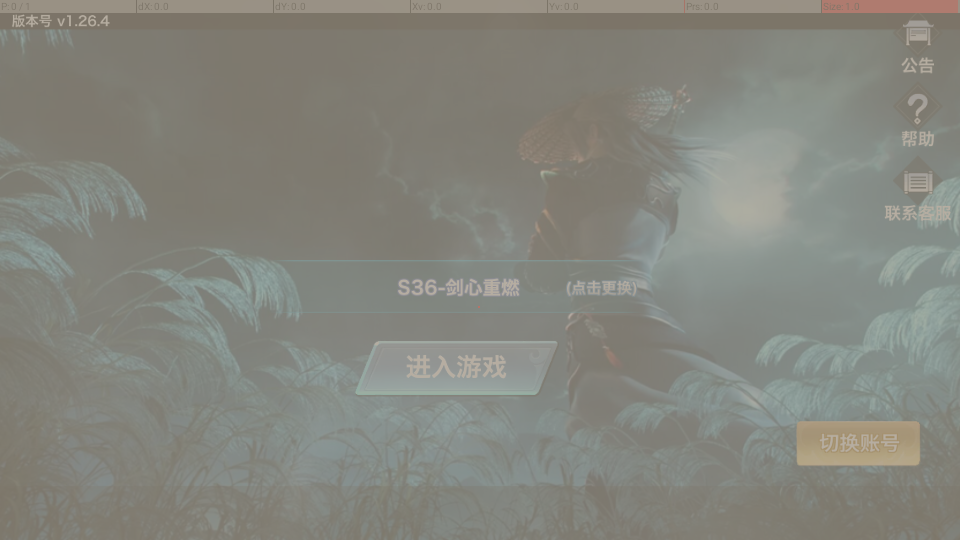 P: 0 / 1 dX: 0.0 dY: 0.0 Xv: 0.0 Yv: 0.0 Prs: 0.0 Size: 1.0
版本号 v1.26.4
公告
帮助
联系客服
S36-剑心重燃 (点击更换)
进入游戏
切换账号